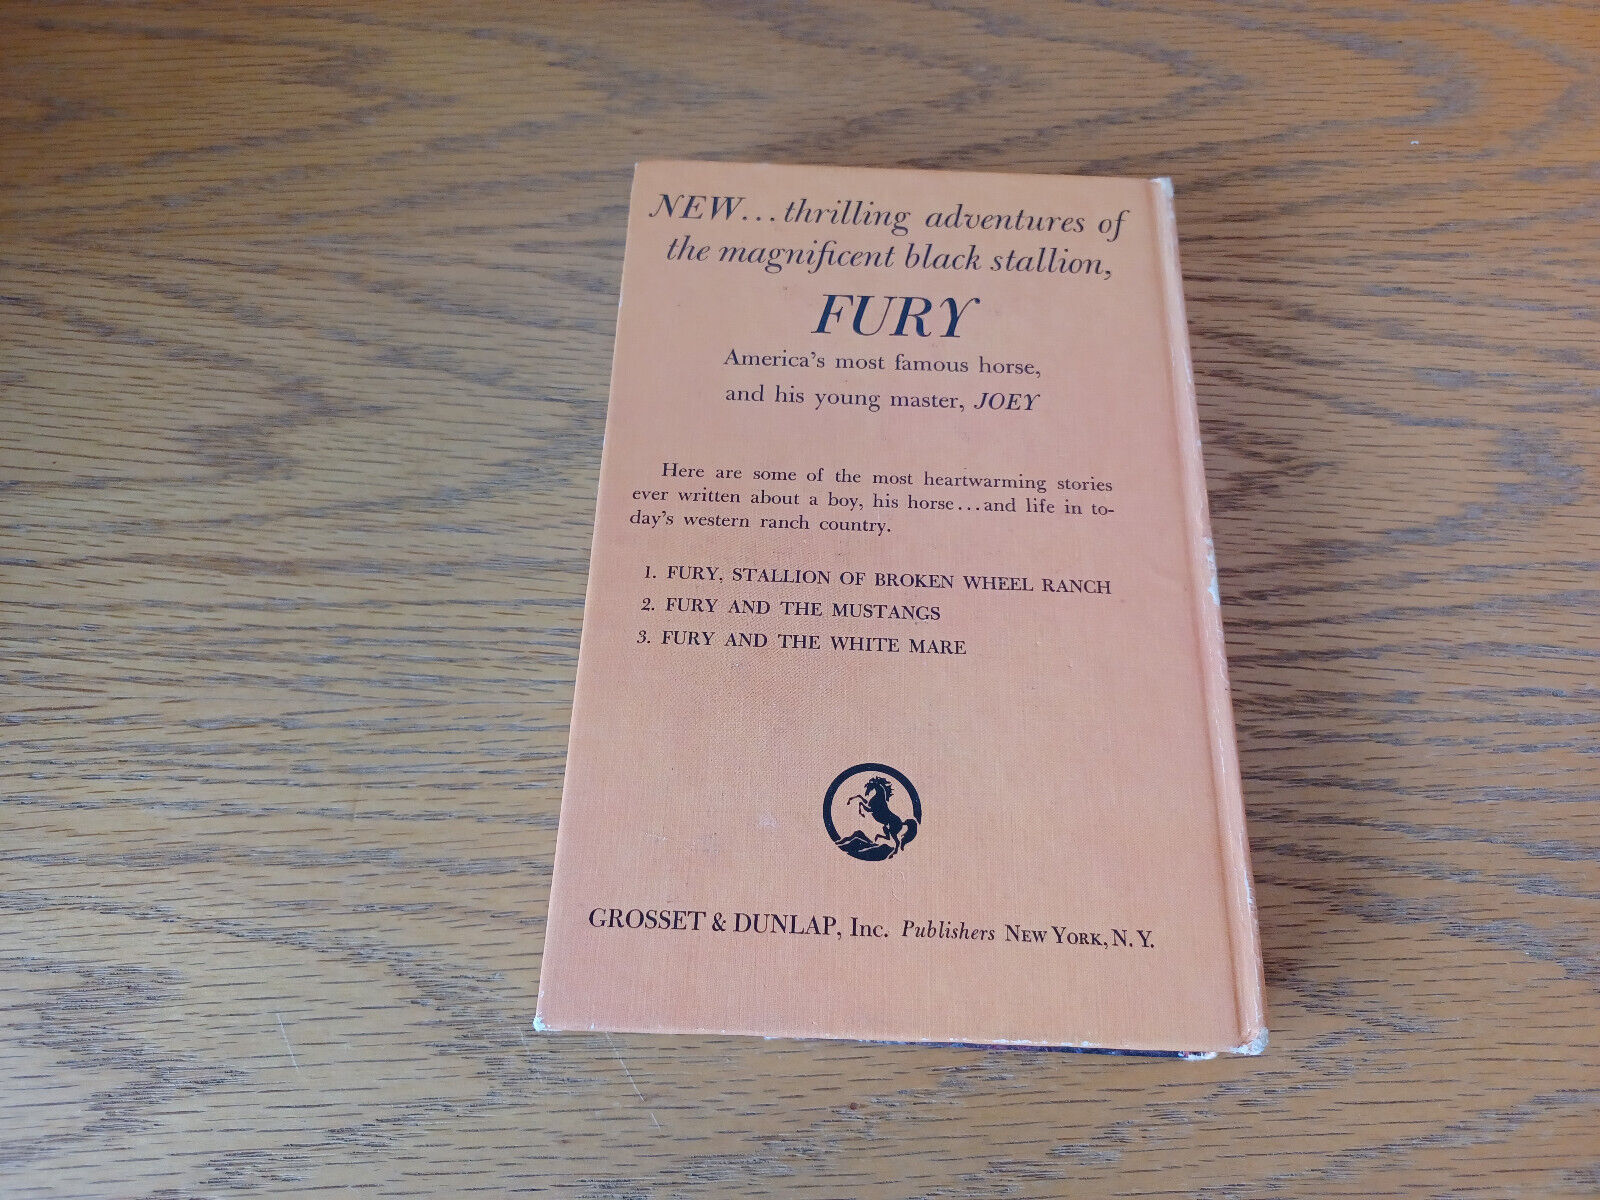 NEW...thrilling adventures of
the magnificent black stallion,
FURY
America's most famous horse,
and his young master, JOEY
Here are some of the most heartwarming stories
ever written about a boy, his horse...and life in to-
day's western ranch country.
1. FURY, STALLION OF BROKEN WHEEL RANCH
2. FURY AND THE MUSTANGS
3. FURY AND THE WHITE MARE
GROSSET & DUNLAP, Inc. Publishers NEW YORK, N.Y.